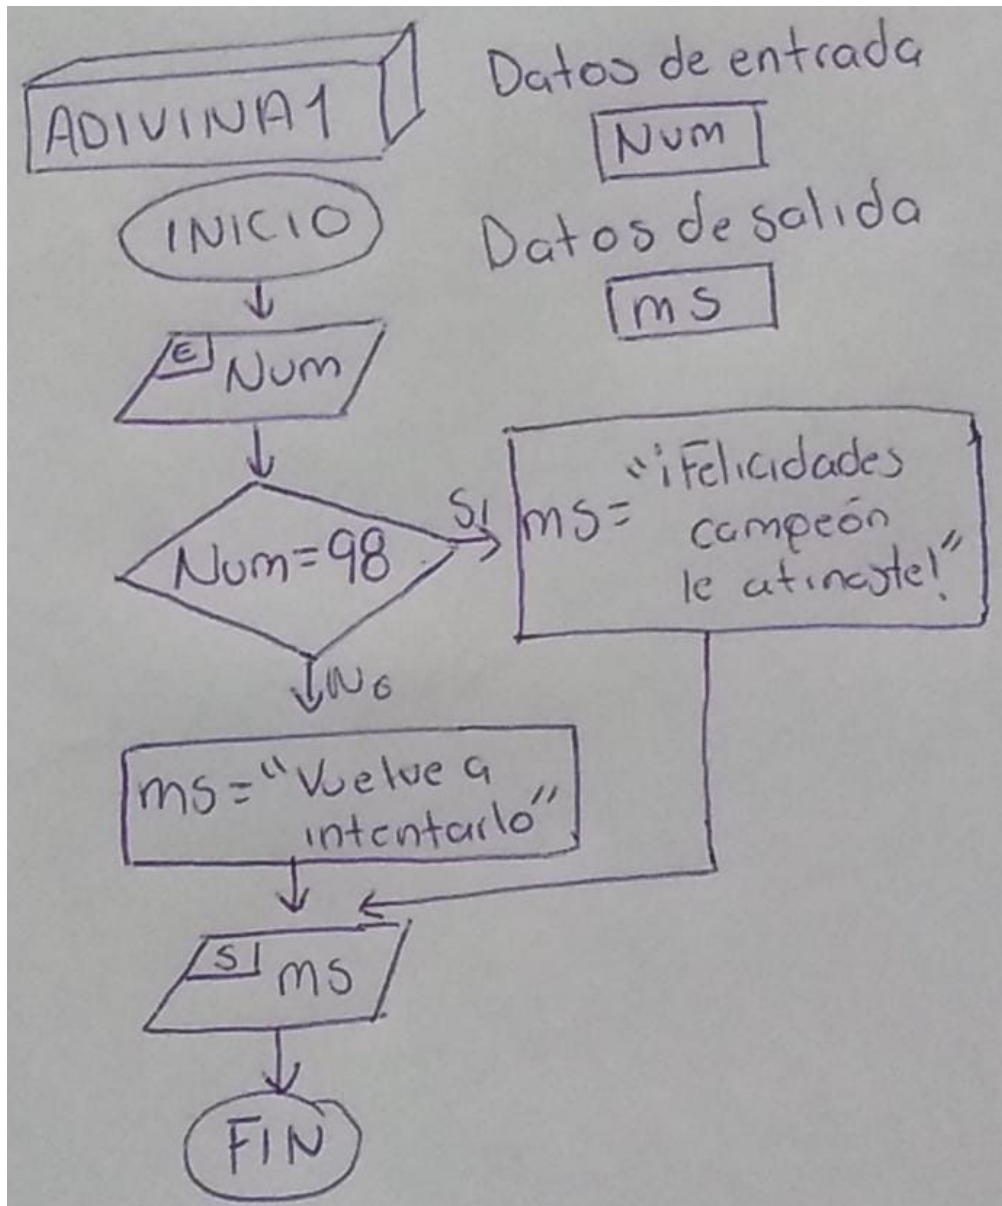 ADIVINA1
Datos de entrada
Num
Datos de salida
ms
INICIO
E
Num
Num=98
SI
ms= "¡Felicidades
campeón
le atinaste!"
No
ms= "Vuelve a
intentarlo"
S
ms
FIN